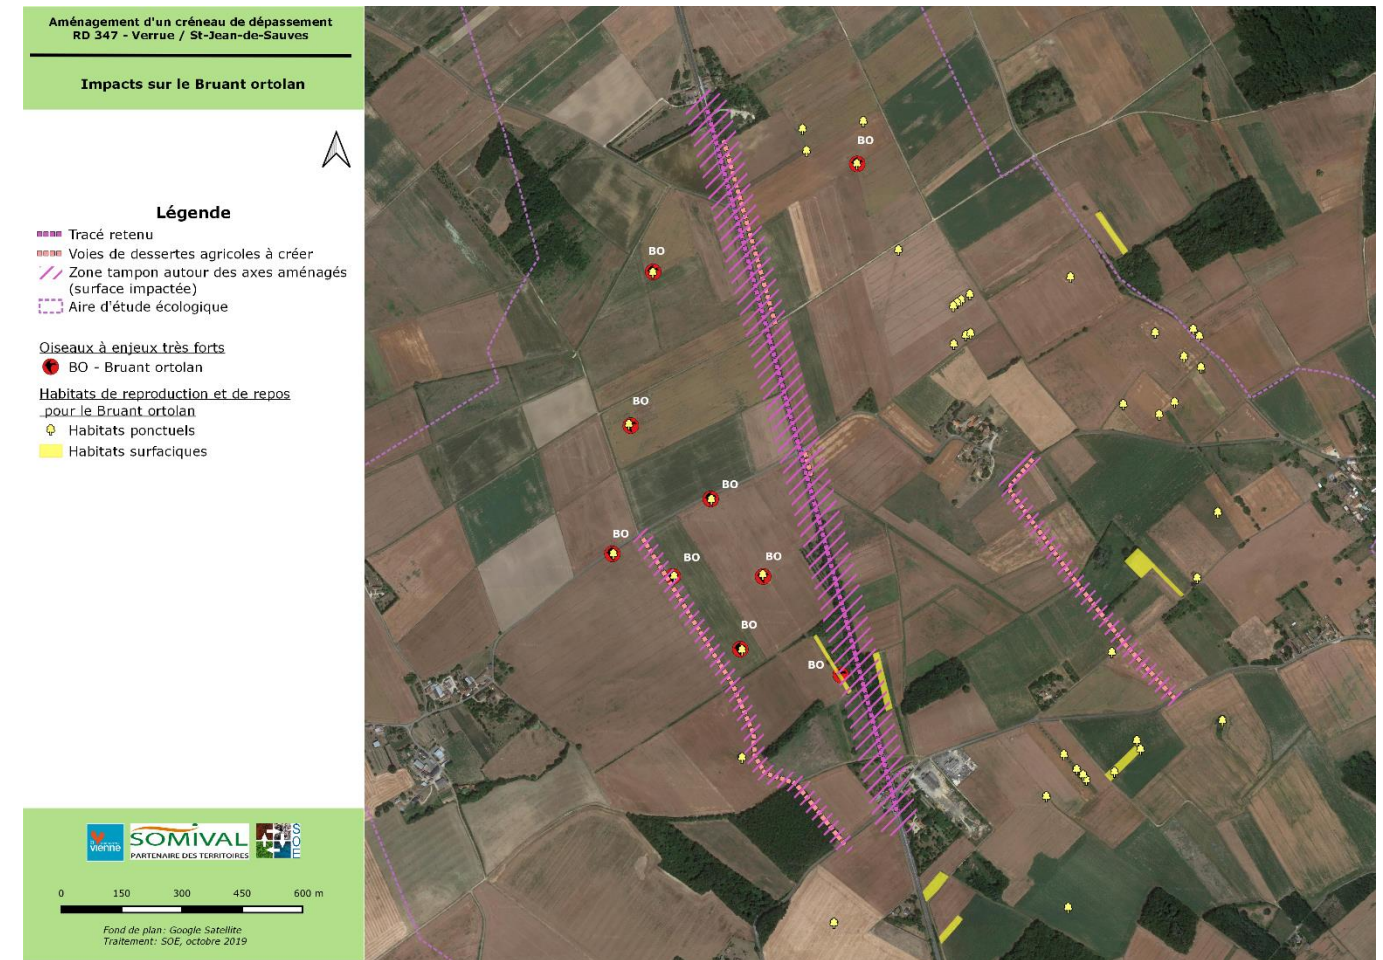 Aménagement d'un créneau de dépassement
RD 347 - Verrue / St-Jean-de-Sauves
Impacts sur le Bruant ortolan
Légende
Tracé retenu
Voies de dessertes agricoles à créer
Zone tampon autour des axes aménagés
(surface impactée)
Aire d'étude écologique
Oiseaux à enjeux très forts
BO - Bruant ortolan
Habitats de reproduction et de repos
pour le Bruant ortolan
Habitats ponctuels
Habitats surfaciques
Vienne
SOMIVAL
PARTENAIRE DES TERRITOIRES
SOE
0 150 300 450 600 m
Fond de plan: Google Satellite
Traitement: SOE, octobre 2019
BO
BO
BO
BO
BO
BO
BO
BO
BO